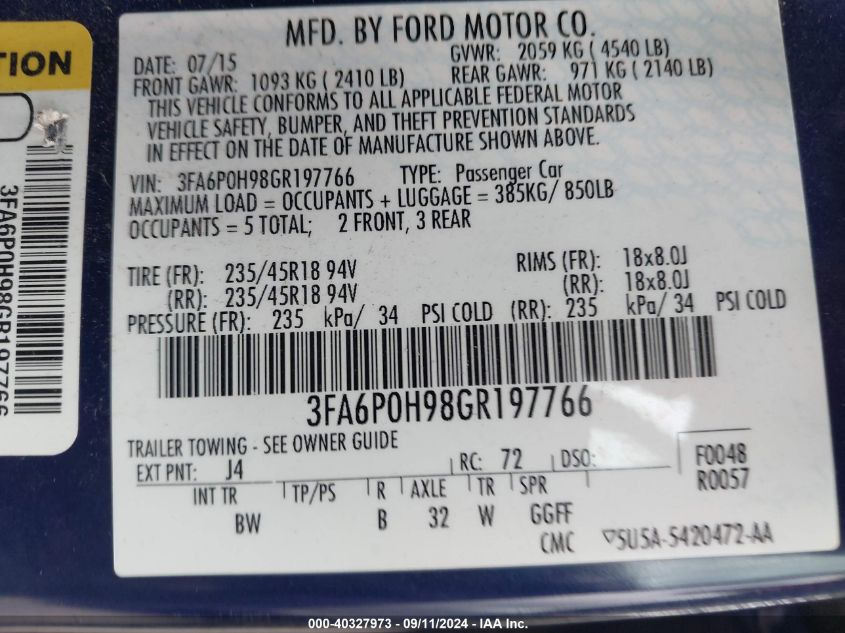 MFD. BY FORD MOTOR CO.
DATE: 07/15 GVWR: 2059 KG ( 4540 LB)
FRONT GAWR: 1093 KG ( 2410 LB) REAR GAWR: 971 KG ( 2140 LB)
THIS VEHICLE CONFORMS TO ALL APPLICABLE FEDERAL MOTOR
VEHICLE SAFETY, BUMPER, AND THEFT PREVENTION STANDARDS
IN EFFECT ON THE DATE OF MANUFACTURE SHOWN ABOVE.
VIN: 3FA6P0H98GR197766 TYPE: Passenger Car
MAXIMUM LOAD = OCCUPANTS + LUGGAGE = 385KG/ 850LB
OCCUPANTS = 5 TOTAL; 2 FRONT, 3 REAR
TIRE (FR): 235/45R18 94V RIMS (FR): 18x8.0J
(RR): 235/45R18 94V (RR): 18x8.0J
PRESSURE (FR): 235 kPa/ 34 PSI COLD (RR): 235 kPa/ 34 PSI COLD
3FA6P0H98GR197766
TRAILER TOWING - SEE OWNER GUIDE
EXT PNT: J4 RC: 72 DSO: F0048
R0057
INT TR TP/PS R AXLE TR SPR
BW B 32 W GGFF
CMC ▽5U5A-5420472-AA
TION
3FA6P0H98GR197766
000-40327973 - 09/11/2024 - IAA Inc.